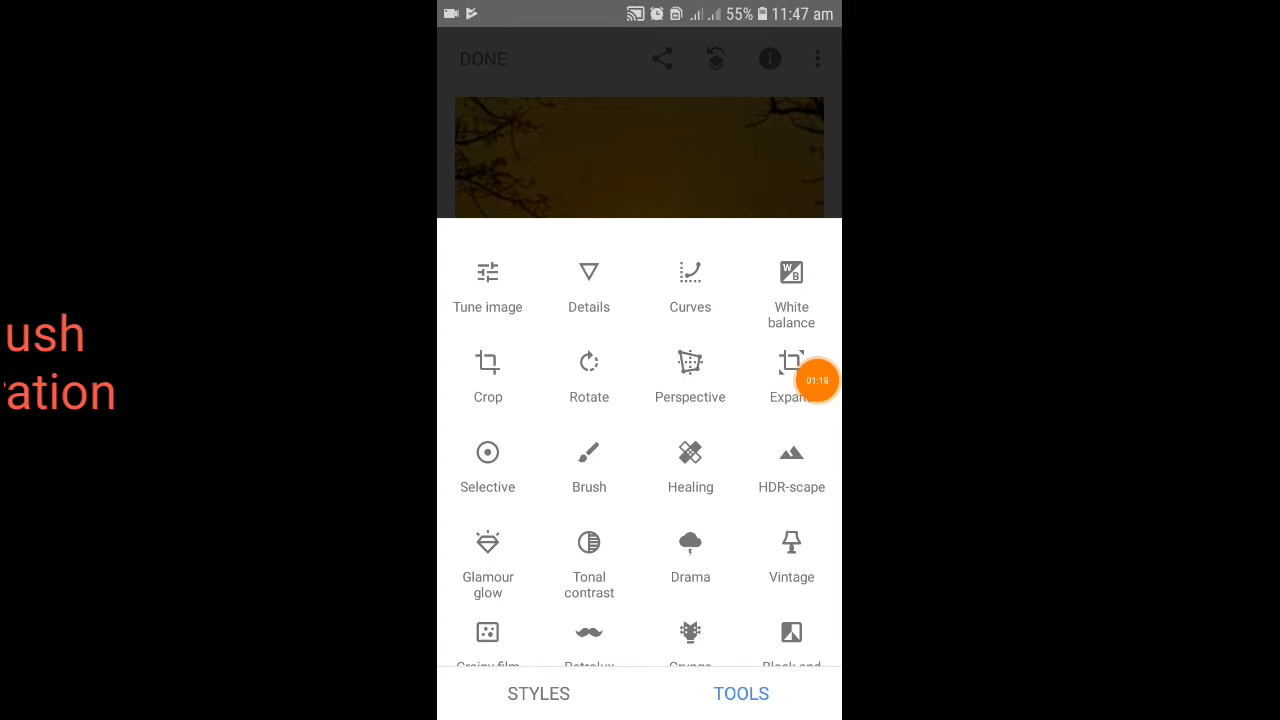 55% 11:47 am
DONE
ush
ation
Tune image
Details
Curves
White
balance
Crop
Rotate
Perspective
01:18
Selective
Brush
Healing
HDR-scape
Glamour
glow
Tonal
contrast
Drama
Vintage
STYLES
TOOLS